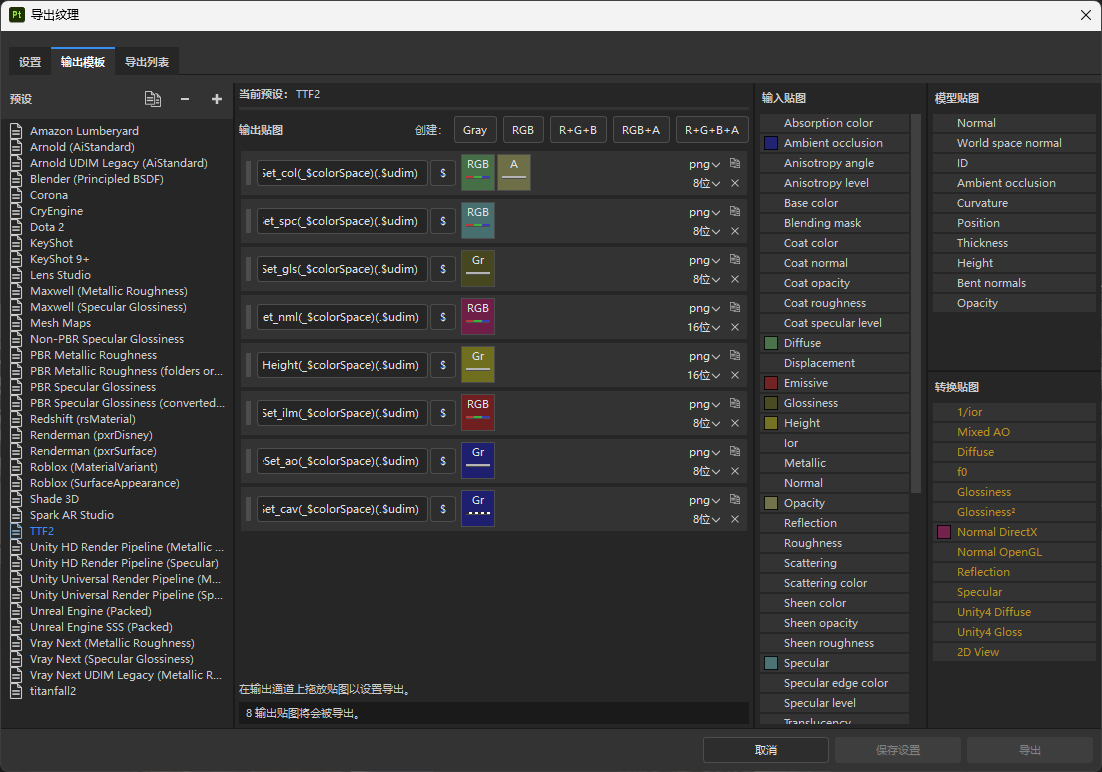 Pt 导出纹理
设置 输出模板 导出列表
预设
Amazon Lumberyard
Arnold (AiStandard)
Arnold UDIM Legacy (AiStandard)
Blender (Principled BSDF)
Corona
CryEngine
Dota 2
KeyShot
KeyShot 9+
Lens Studio
Maxwell (Metallic Roughness)
Maxwell (Specular Glossiness)
Mesh Maps
Non-PBR Specular Glossiness
PBR Metallic Roughness
PBR Metallic Roughness (folders or...
PBR Specular Glossiness
PBR Specular Glossiness (converted...
Redshift (rsMaterial)
Renderman (pxrDisney)
Renderman (pxrSurface)
Roblox (MaterialVariant)
Roblox (SurfaceAppearance)
Shade 3D
Spark AR Studio
TTF2
Unity HD Render Pipeline (Metallic ...
Unity HD Render Pipeline (Specular)
Unity Universal Render Pipeline (M...
Unity Universal Render Pipeline (Sp...
Unreal Engine (Packed)
Unreal Engine SSS (Packed)
Vray Next (Metallic Roughness)
Vray Next (Specular Glossiness)
Vray Next UDIM Legacy (Metallic R...
titanfall2
当前预设： TTF2
输出贴图 创建： Gray RGB R+G+B RGB+A R+G+B+A
Set_col(_$colorSpace)(.$udim) $ RGB A png
8位
Set_spc(_$colorSpace)(.$udim) $ RGB png
8位
Set_gls(_$colorSpace)(.$udim) $ Gr png
8位
et_nml(_$colorSpace)(.$udim) $ RGB png
16位
Height(_$colorSpace)(.$udim) $ Gr png
16位
Set_ilm(_$colorSpace)(.$udim) $ RGB png
8位
Set_ao(_$colorSpace)(.$udim) $ Gr png
8位
Set_cav(_$colorSpace)(.$udim) $ Gr png
8位
在输出通道上拖放贴图以设置导出。
8 输出贴图将会被导出。
输入贴图
Absorption color
Ambient occlusion
Anisotropy angle
Anisotropy level
Base color
Blending mask
Coat color
Coat normal
Coat opacity
Coat roughness
Coat specular level
Diffuse
Displacement
Emissive
Glossiness
Height
Ior
Metallic
Normal
Opacity
Reflection
Roughness
Scattering
Scattering color
Sheen color
Sheen opacity
Sheen roughness
Specular
Specular edge color
Specular level
Translucency
模型贴图
Normal
World space normal
ID
Ambient occlusion
Curvature
Position
Thickness
Height
Bent normals
Opacity
转换贴图
1/ior
Mixed AO
Diffuse
f0
Glossiness
Glossiness²
Normal DirectX
Normal OpenGL
Reflection
Specular
Unity4 Diffuse
Unity4 Gloss
2D View
取消 保存设置 导出